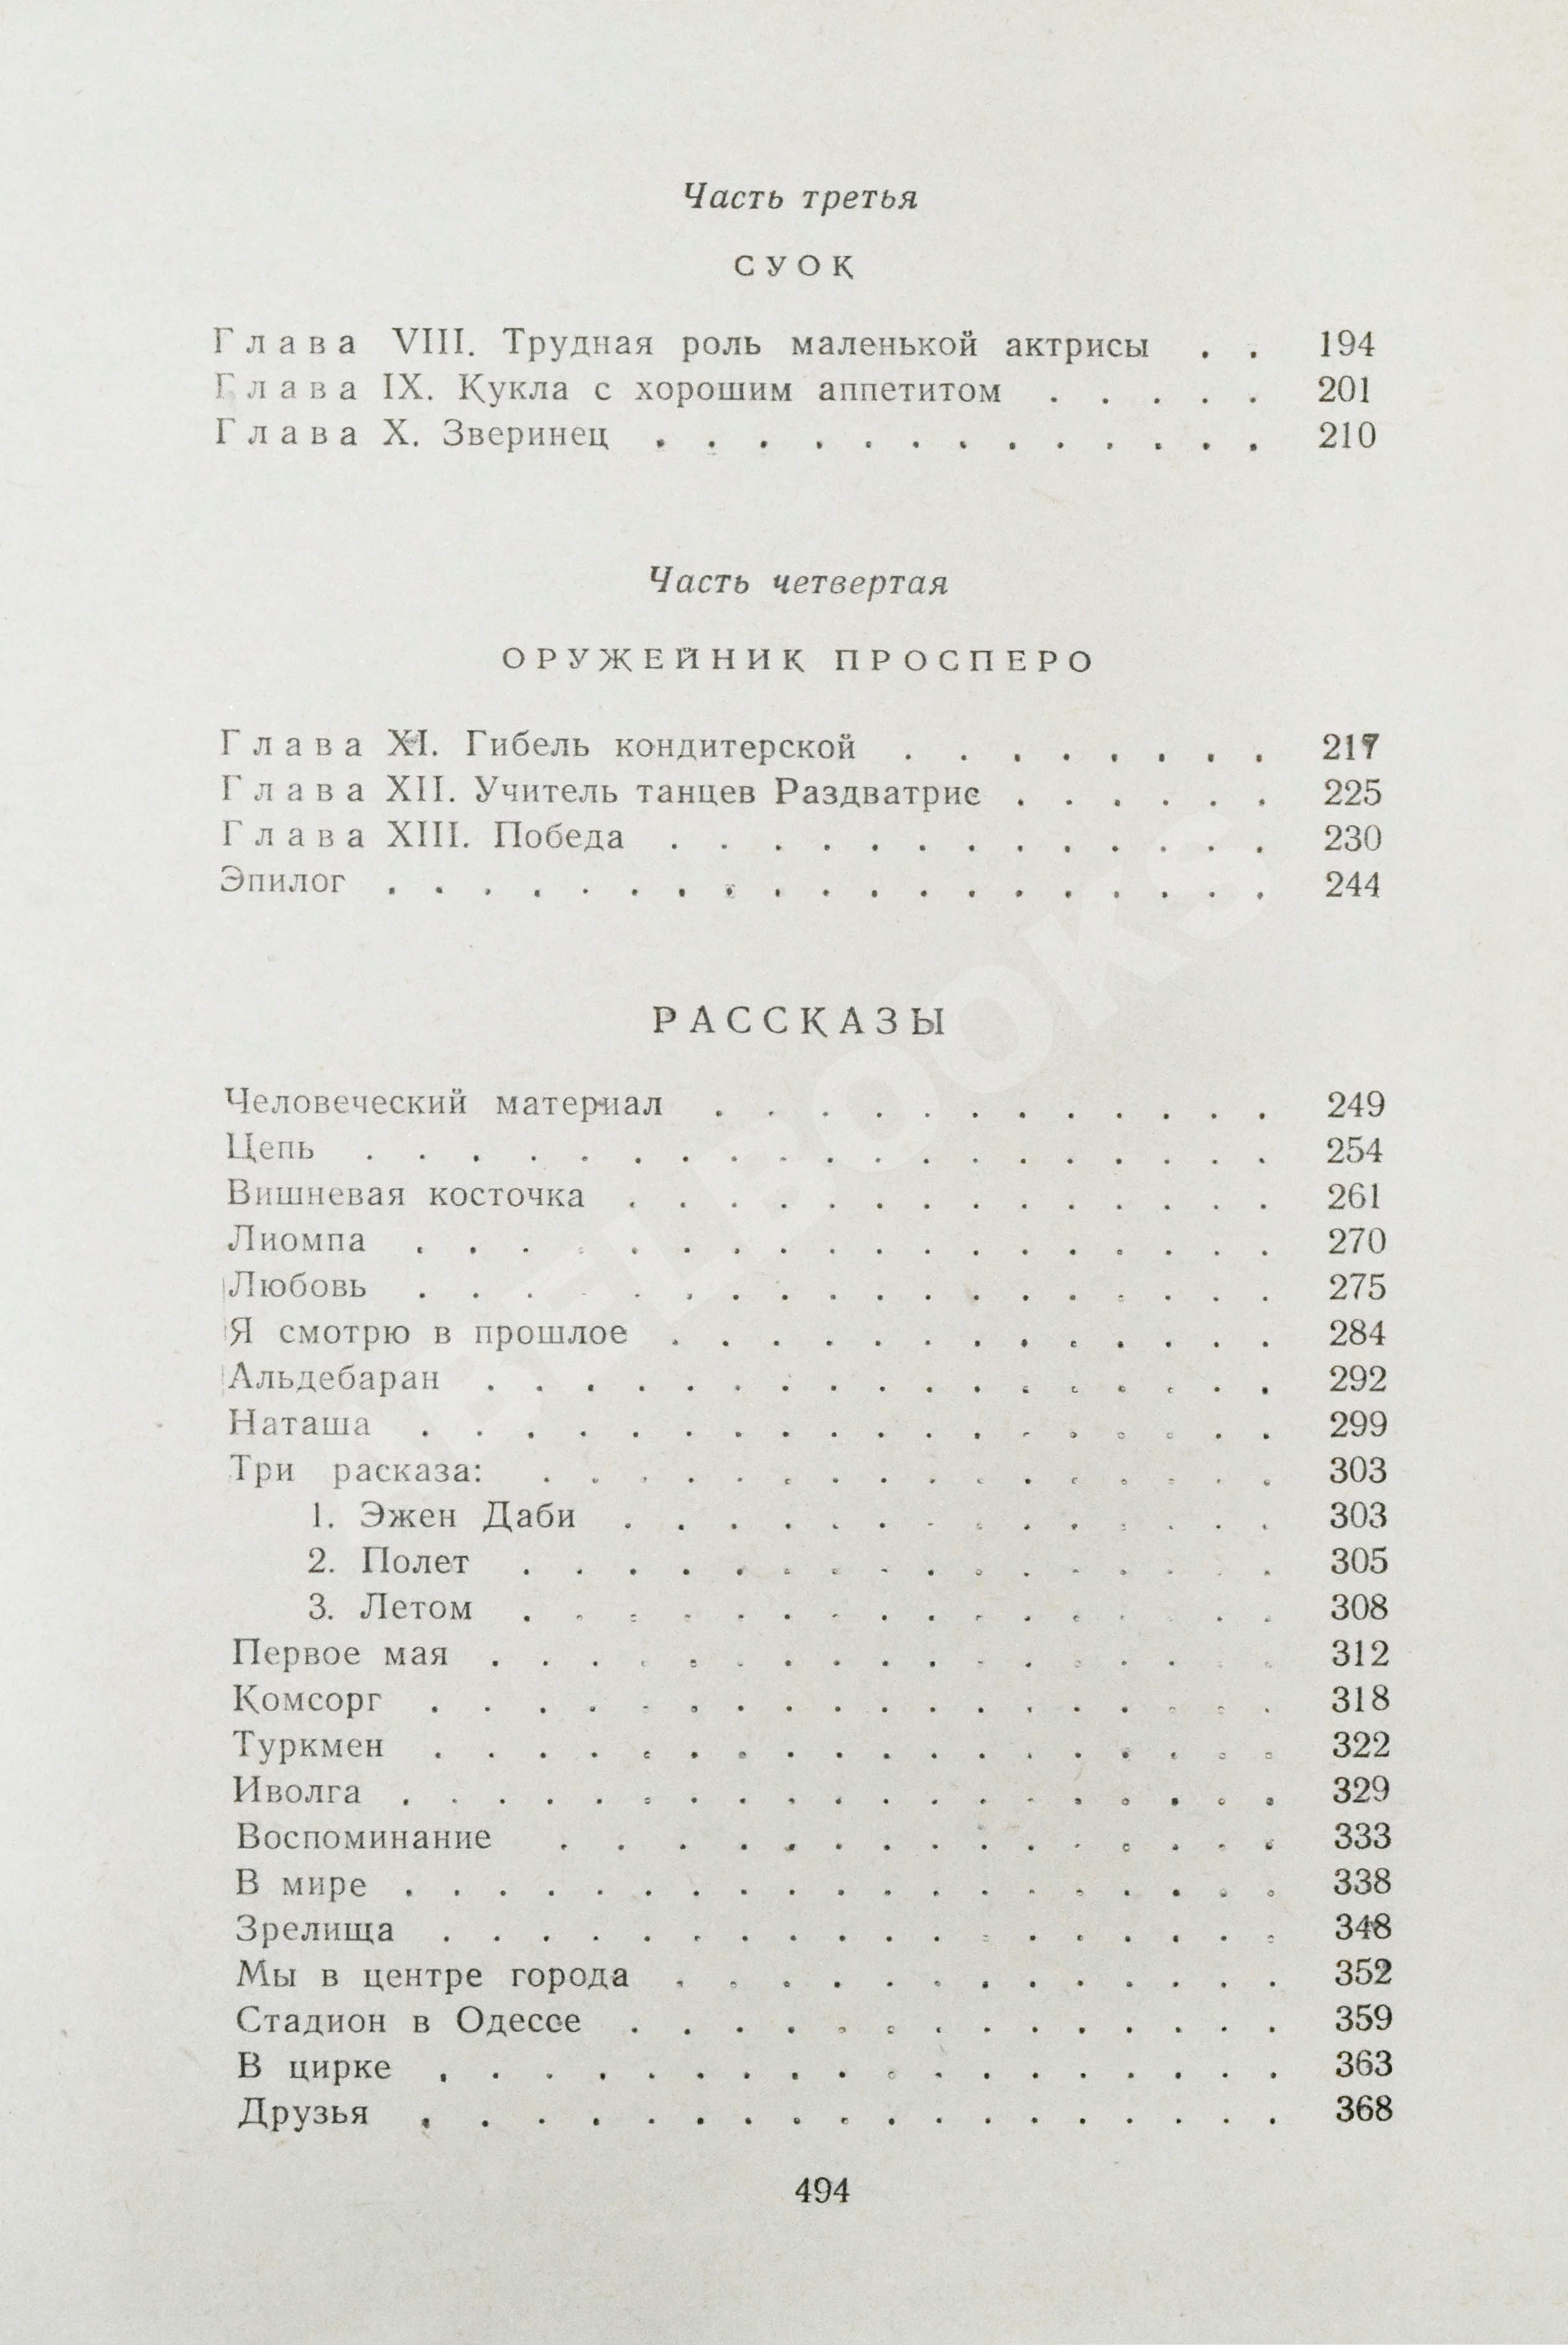 Часть третья
СУОК
Глава VIII. Трудная роль маленькой актрисы . . 194
Глава IX. Кукла с хорошим аппетитом . . . . . 201
Глава X. Зверинец . . . . . . . . . . . . . 210
Часть четвертая
ОРУЖЕЙНИК ПРОСПЕРО
Глава XI. Гибель кондитерской . . . . . . . . 217
Глава XII. Учитель танцев Раздватрис . . . . . . 225
Глава XIII. Победа . . . . . . . . . . . . . 230
Эпилог . . . . . . . . . . . . . . . . . . . 244
РАССКАЗЫ
Человеческий материал . . . . . . . . . . . . 249
Цепь . . . . . . . . . . . . . . . . . . 254
Вишневая косточка . . . . . . . . . . . . . . 261
Лиомпа . . . . . . . . . . . . . . . . . . 270
Любовь . . . . . . . . . . . . . . . . . . 275
Я смотрю в прошлое . . . . . . . . . . . . . 284
Альдебаран . . . . . . . . . . . . . . . . . 292
Наташа . . . . . . . . . . . . . . . . . . 299
Три расказа: . . . . . . . . . . . . . . . 303
1. Эжен Даби . . . . . . . . . . . . . . 303
2. Полет . . . . . . . . . . . . . . . . 305
3. Летом . . . . . . . . . . . . . . . . 308
Первое мая . . . . . . . . . . . . . . . . . 312
Комсорг . . . . . . . . . . . . . . . . . . 318
Туркмен . . . . . . . . . . . . . . . . . . 322
Иволга . . . . . . . . . . . . . . . . . . . 329
Воспоминание . . . . . . . . . . . . . . . 333
В мире . . . . . . . . . . . . . . . . . . . 338
Зрелища . . . . . . . . . . . . . . . . . . 348
Мы в центре города . . . . . . . . . . . . . 352
Стадион в Одессе . . . . . . . . . . . . . . 359
В цирке . . . . . . . . . . . . . . . . . . 363
Друзья . . . . . . . . . . . . . . . . . . 368
494